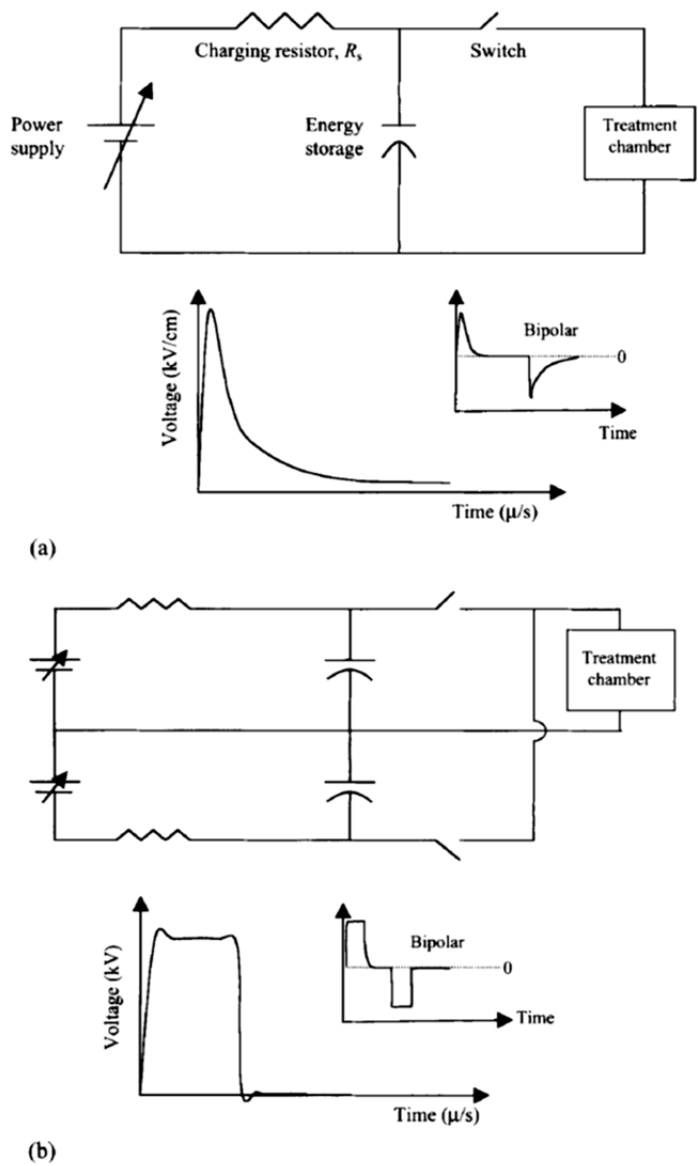 Charging resistor, Rs
Switch
Power
supply
Energy
storage
Treatment
chamber
Voltage (kV/cm)
Bipolar
0
Time
Time (μ/s)
(a)
Treatment
chamber
Voltage (kV)
Bipolar
0
Time
Time (μ/s)
(b)